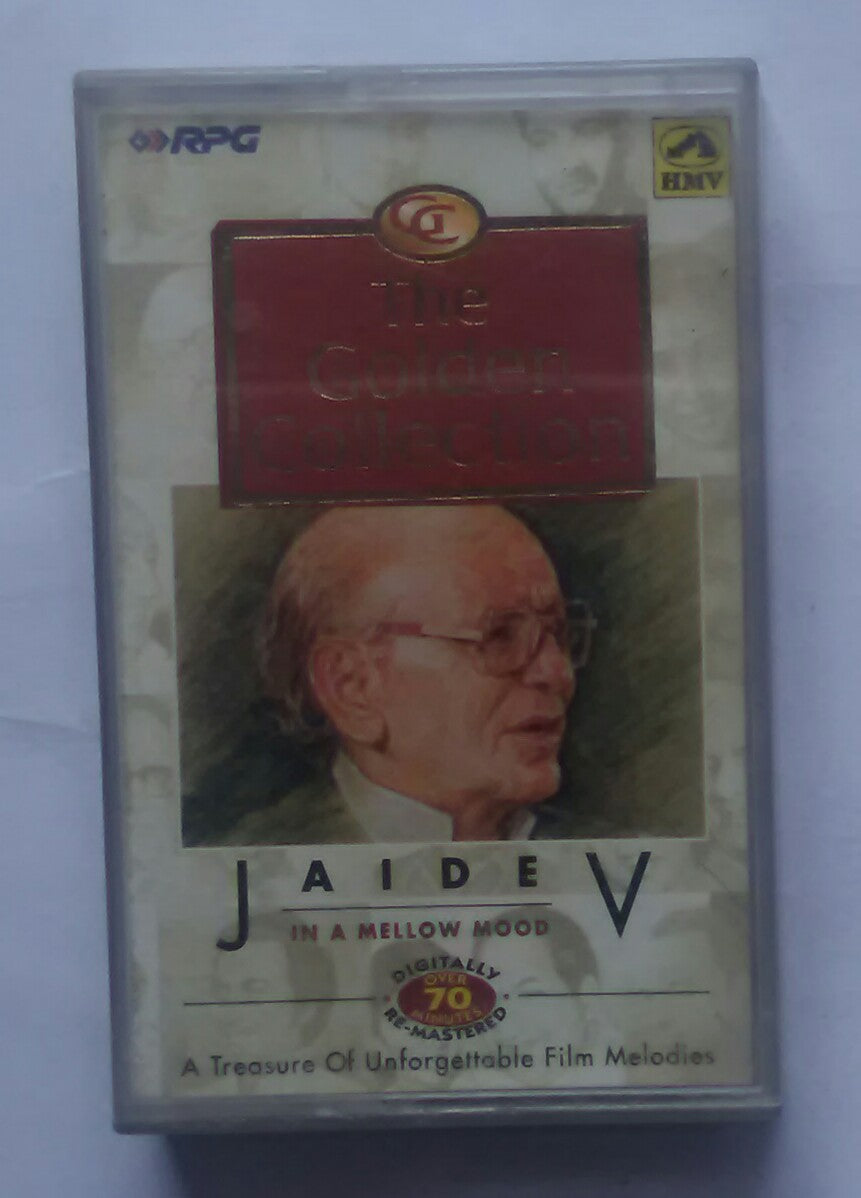 RPG
HMV
GC
The
Golden
Collection
JAIDEV
IN A MELLOW MOOD
DIGITALLY
OVER
70
MINUTES
RE-MASTERED
A Treasure Of Unforgettable Film Melodies